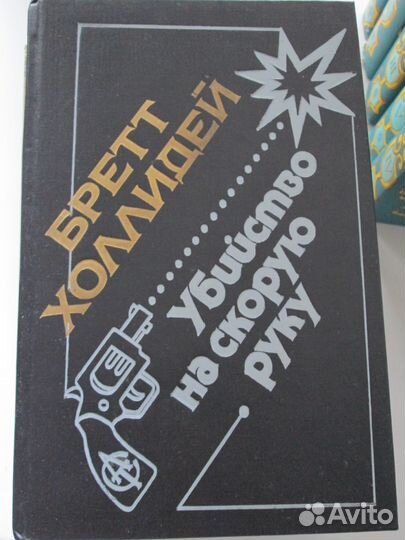 БРЕТТ
ХОЛЛИДЕЙ
Убийство
на скорую
руку
Avito